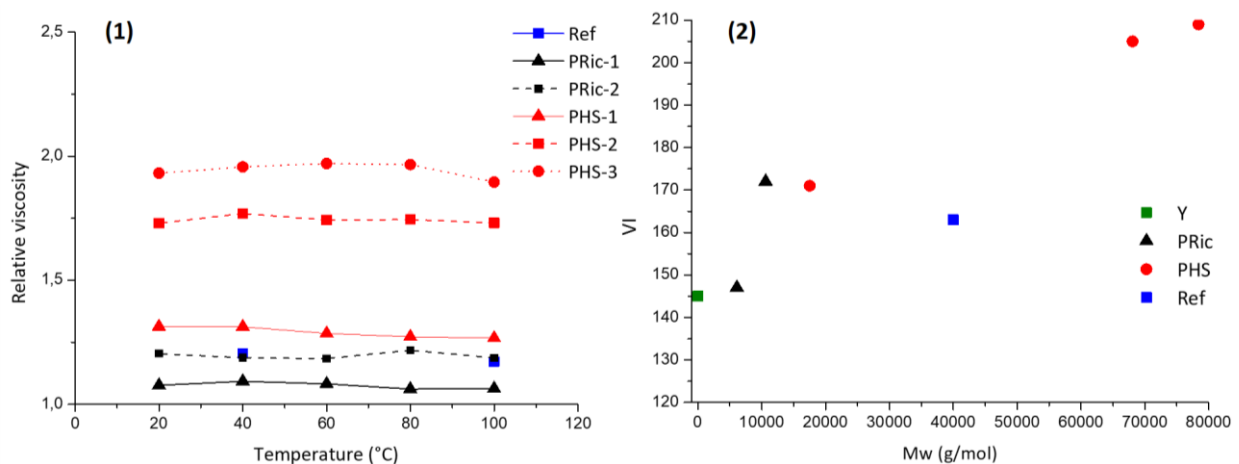 (1)
Relative viscosity
2,5
2,0
1,5
1,0
0
20
40
60
80
100
120
Temperature (°C)
Ref
PRic-1
PRic-2
PHS-1
PHS-2
PHS-3
(2)
VI
210
200
190
180
170
160
150
140
130
120
0
10000
20000
30000
40000
50000
60000
70000
80000
Mw (g/mol)
Y
PRic
PHS
Ref